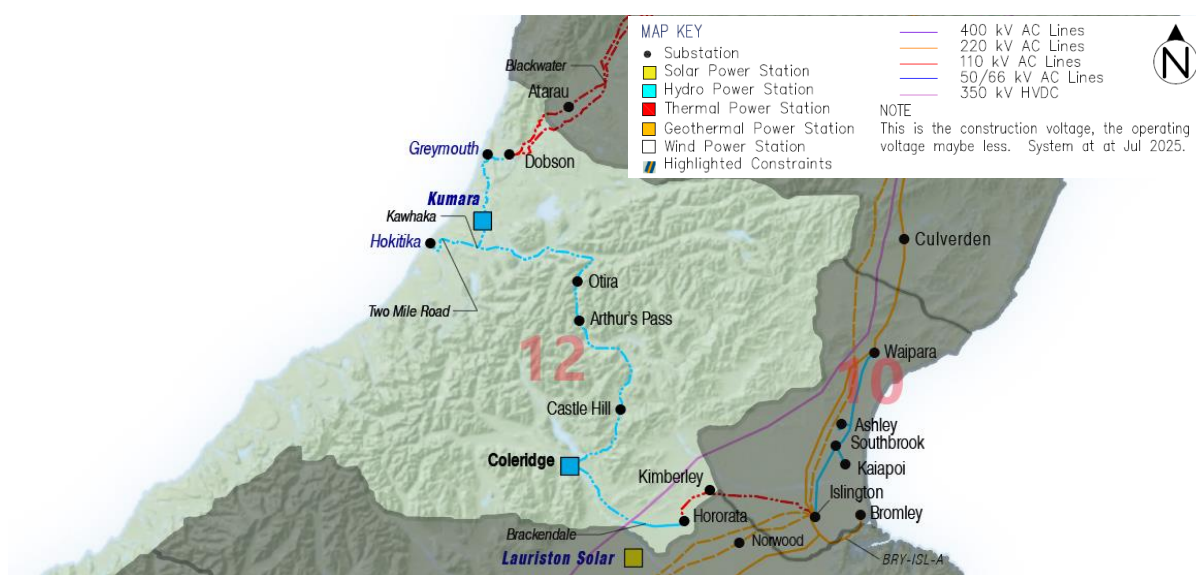 MAP KEY
Substation
Solar Power Station
Hydro Power Station
Thermal Power Station
Geothermal Power Station
Wind Power Station
Highlighted Constraints
400 kV AC Lines
220 kV AC Lines
110 kV AC Lines
50/66 kV AC Lines
350 kV HVDC
NOTE
This is the construction voltage, the operating
voltage maybe less. System at at Jul 2025.
N
Blackwater
Atarau
Greymouth
Dobson
Kumara
Kawhaka
Hokitika
Culverden
Otira
Two Mile Road
Arthur's Pass
12
Waipara
10
Castle Hill
Ashley
Southbrook
Coleridge
Kaiapoi
Kimberley
Islington
Hororata
Bromley
Brackendale
Norwood
Lauriston Solar
BRY-ISL-A